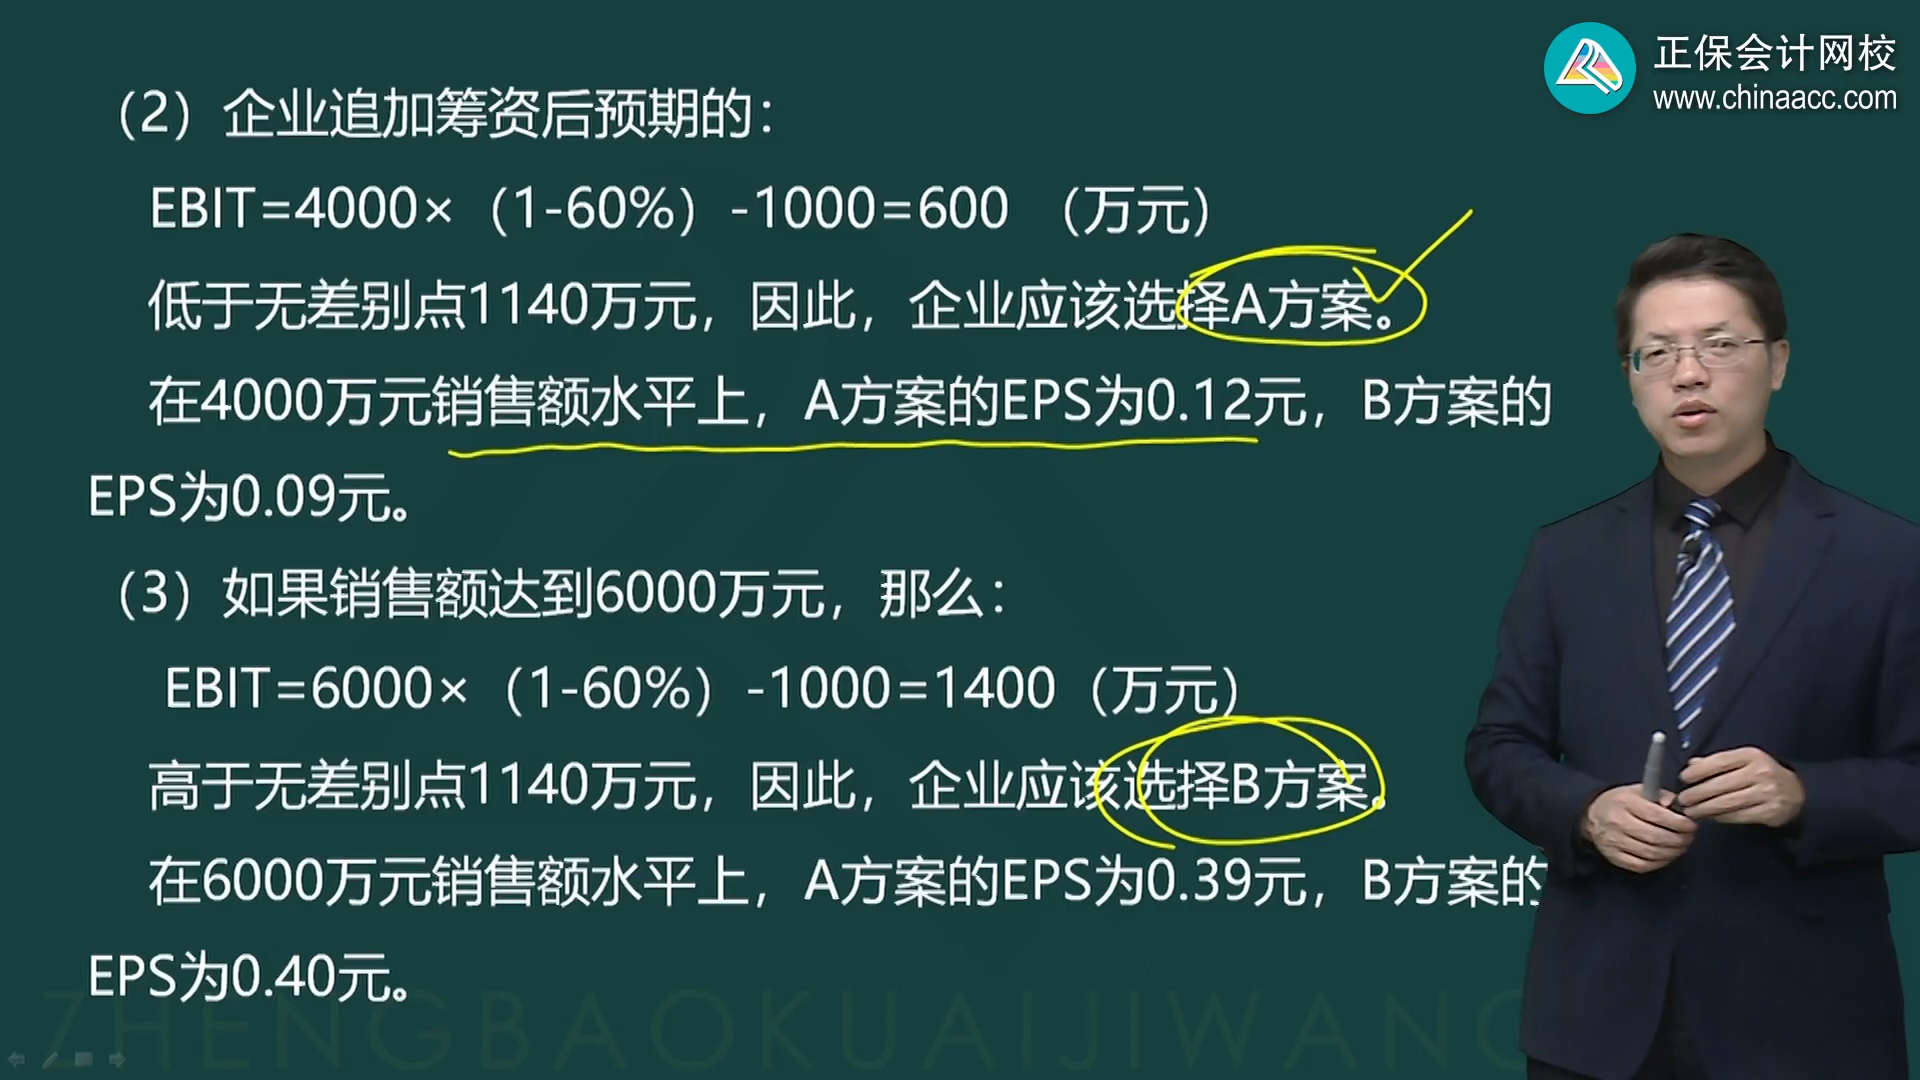 正保会计网校
www.chinaacc.com
（2）企业追加筹资后预期的：
EBIT=4000×（1-60%）-1000=600 （万元）
低于无差别点1140万元，因此，企业应该选择A方案。
在4000万元销售额水平上，A方案的EPS为0.12元，B方案的
EPS为0.09元。
（3）如果销售额达到6000万元，那么：
EBIT=6000×（1-60%）-1000=1400（万元）
高于无差别点1140万元，因此，企业应该选择B方案。
在6000万元销售额水平上，A方案的EPS为0.39元，B方案的
EPS为0.40元。
ZHENGBAOKUAIJIWANG